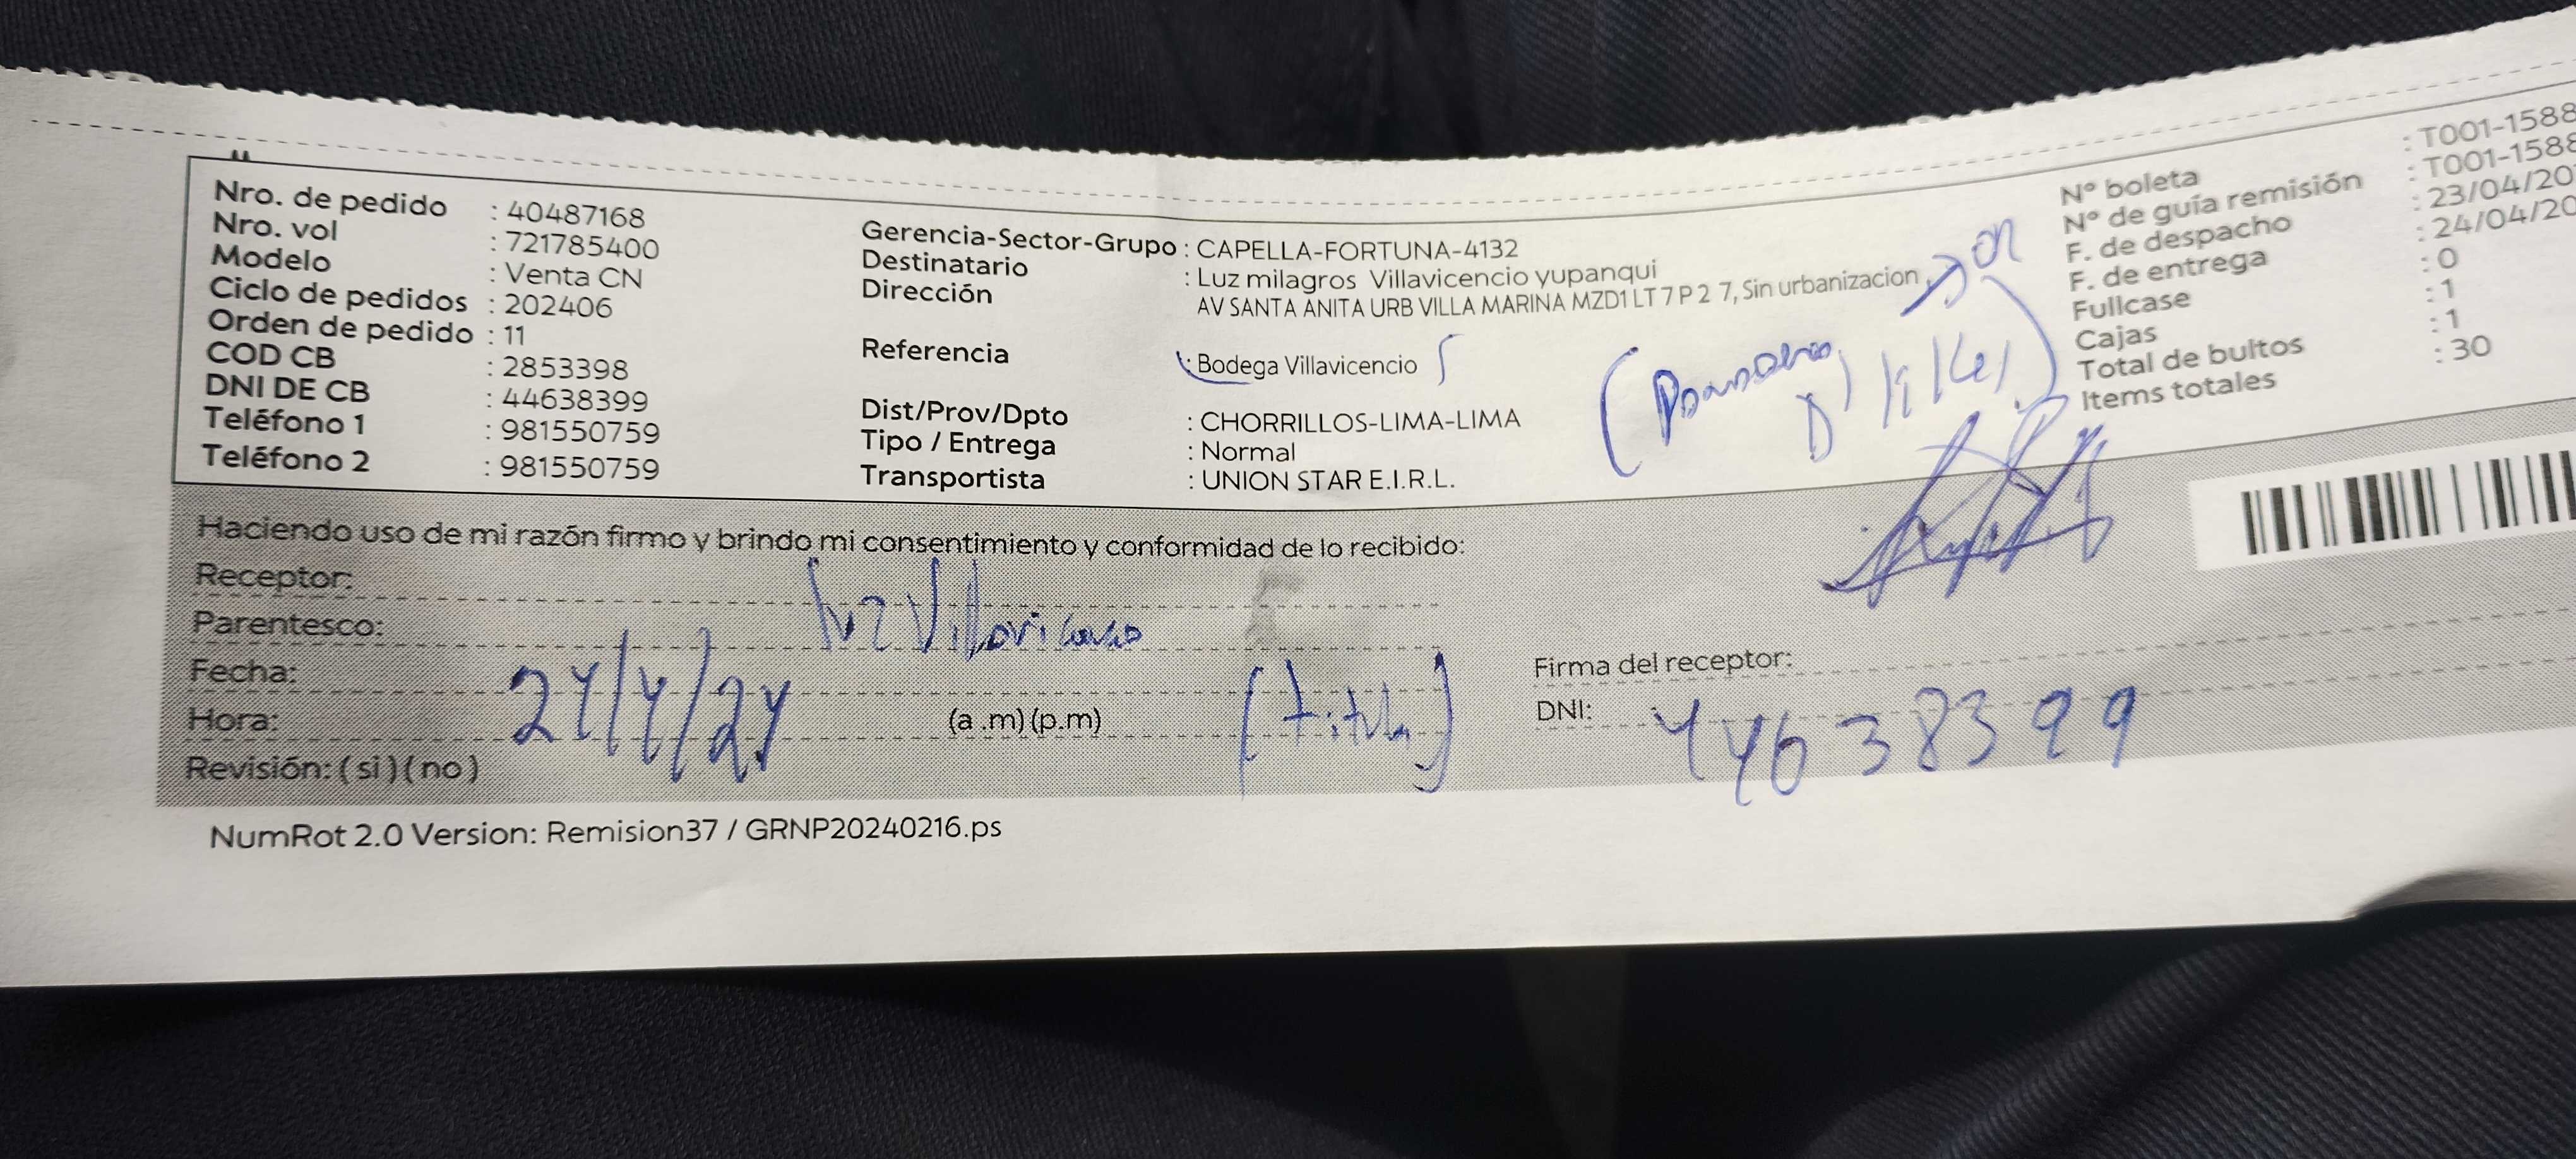 Nro. de pedido : 40487168
Nro. vol : 721785400
Modelo : Venta CN
Ciclo de pedidos : 202406
Orden de pedido : 11
COD CB : 2853398
DNI DE CB : 44638399
Teléfono 1 : 981550759
Teléfono 2 : 981550759
Gerencia-Sector-Grupo : CAPELLA-FORTUNA-4132
Destinatario : Luz milagros Villavicencio yupanqui
Dirección : AV SANTA ANITA URB VILLA MARINA MZD1 LT 7 P 2 7, Sin urbanizacion
Referencia : Bodega Villavicencio
Dist/Prov/Dpto : CHORRILLOS-LIMA-LIMA
Tipo / Entrega : Normal
Transportista : UNION STAR E.I.R.L.
N° boleta : T001-1588
N° de guía remisión : T001-1588
F. de despacho : 23/04/20
F. de entrega : 24/04/20
Fullcase : 0
Cajas : 1
Total de bultos : 1
Items totales : 30
Haciendo uso de mi razón firmo y brindo mi consentimiento y conformidad de lo recibido:
Receptor: Luz Villavicencio
Parentesco:
Fecha: 24/4/24
Hora: (a .m) (p.m)
Revisión: ( si ) ( no )
Firma del receptor:
DNI: 44638399
NumRot 2.0 Version: Remision37 / GRNP20240216.ps